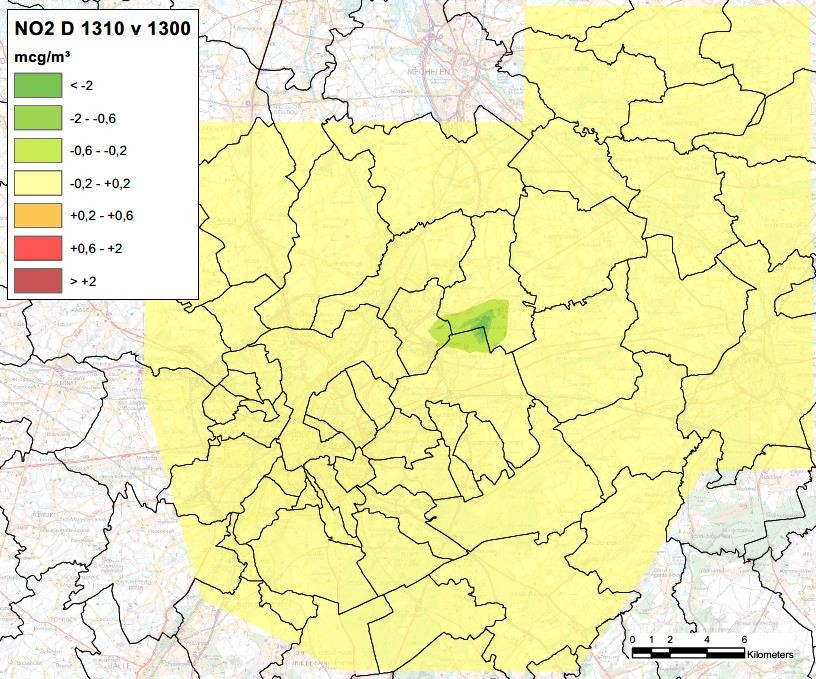 NO2 D 1310 v 1300
mcg/m³
< -2
-2 - -0,6
-0,6 - -0,2
-0,2 - +0,2
+0,2 - +0,6
+0,6 - +2
> +2
MECHELEN
0 1 2 4 6
Kilometers